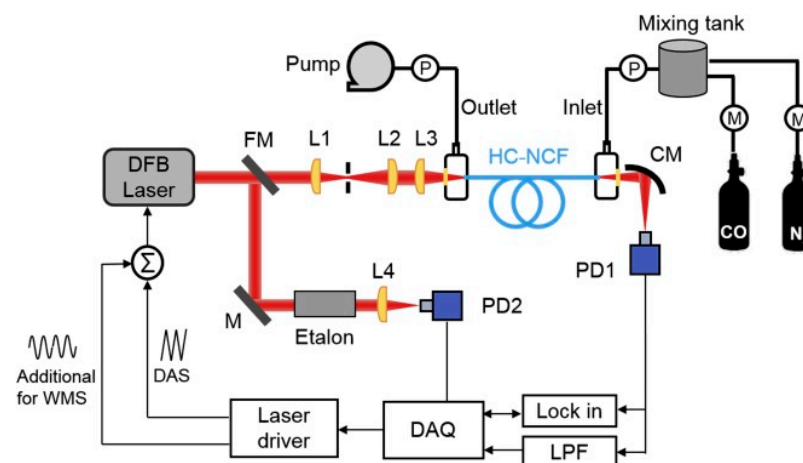 Mixing tank
Pump
P
P
Outlet
Inlet
M
M
FM
L1
L2
L3
HC-NCF
CM
DFB
Laser
CO
N
Σ
PD1
L4
M
Etalon
PD2
Additional
for WMS
DAS
Laser
driver
DAQ
Lock in
LPF